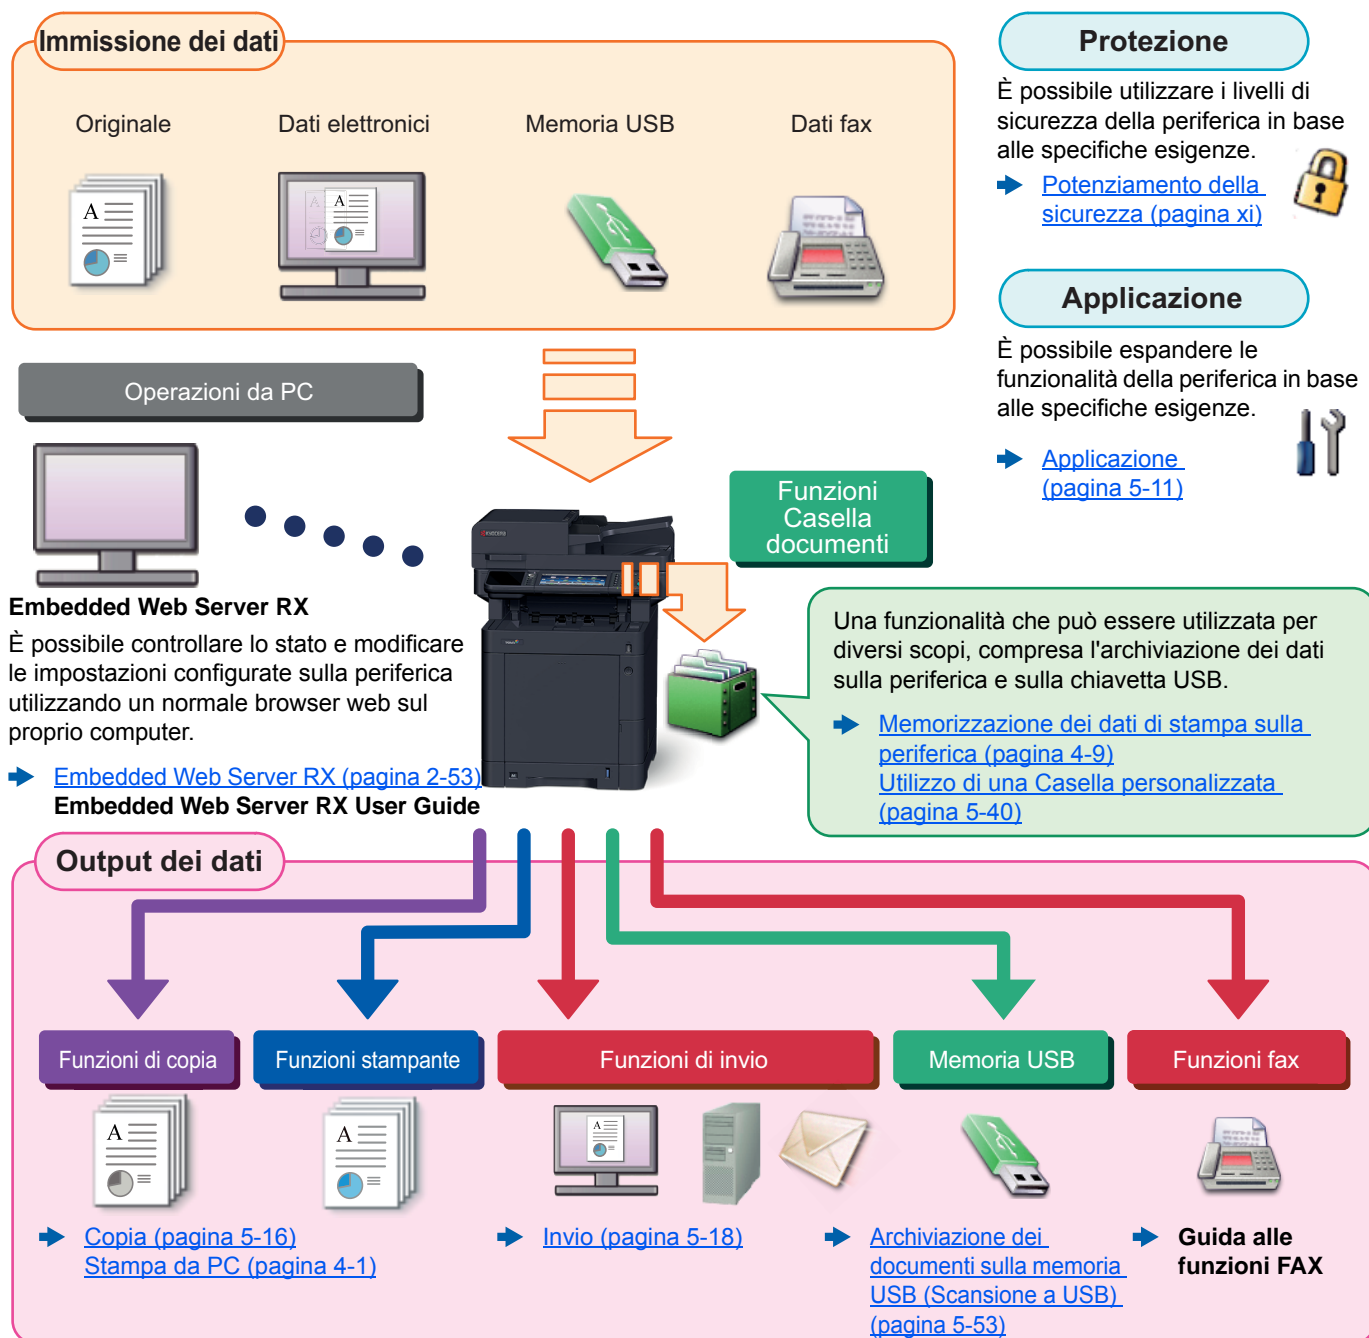 Immissione dei dati
Originale
Dati elettronici
Memoria USB
Dati fax
Protezione
È possibile utilizzare i livelli di
sicurezza della periferica in base
alle specifiche esigenze.
Potenziamento della
sicurezza (pagina xi)
Applicazione
È possibile espandere le
funzionalità della periferica in base
alle specifiche esigenze.
Applicazione
(pagina 5-11)
Operazioni da PC
Embedded Web Server RX
È possibile controllare lo stato e modificare
le impostazioni configurate sulla periferica
utilizzando un normale browser web sul
proprio computer.
Embedded Web Server RX (pagina 2-53)
Embedded Web Server RX User Guide
Funzioni
Casella
documenti
Una funzionalità che può essere utilizzata per
diversi scopi, compresa l'archiviazione dei dati
sulla periferica e sulla chiavetta USB.
Memorizzazione dei dati di stampa sulla
periferica (pagina 4-9)
Utilizzo di una Casella personalizzata
(pagina 5-40)
Output dei dati
Funzioni di copia
Funzioni stampante
Funzioni di invio
Memoria USB
Funzioni fax
A
A
Copia (pagina 5-16)
Stampa da PC (pagina 4-1)
Invio (pagina 5-18)
Archiviazione dei
documenti sulla memoria
USB (Scansione a USB)
(pagina 5-53)
Guida alle
funzioni FAX